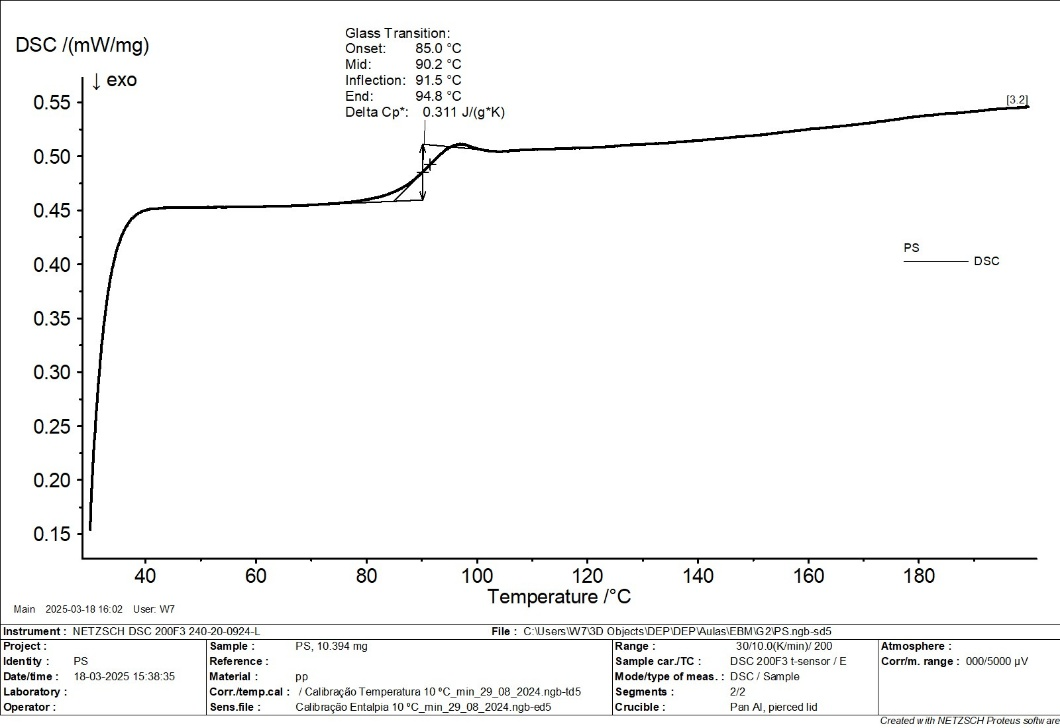 Glass Transition:
Onset: 85.0 °C
Mid: 90.2 °C
Inflection: 91.5 °C
End: 94.8 °C
Delta Cp*: 0.311 J/(g*K)
DSC /(mW/mg)
↓ exo
[3.2]
0.55
0.50
0.45
0.40
0.35
0.30
0.25
0.20
0.15
PS
DSC
40 60 80 100 120 140 160 180
Temperature /°C
Main 2025-03-18 16:02 User: W7
Instrument : NETZSCH DSC 200F3 240-20-0924-L File : C:\Users\W7\3D Objects\DEP\DEP\Aulas\EBM\G2\PS.ngb-sd5
Project : Sample : PS, 10.394 mg Range : 30/10.0(K/min)/ 200 Atmosphere :
Identity : PS Reference : Sample car./TC : DSC 200F3 t-sensor / E Corr/m. range : 000/5000 µV
Date/time : 18-03-2025 15:38:35 Material : pp Mode/type of meas. : DSC / Sample
Laboratory : Corr./temp.cal : / Calibração Temperatura 10 ºC_min_29_08_2024.ngb-td5 Segments : 2/2
Operator : Sens.file : Calibração Entalpia 10 ºC_min_29_08_2024.ngb-ed5 Crucible : Pan Al, pierced lid
Created with NETZSCH Proteus software